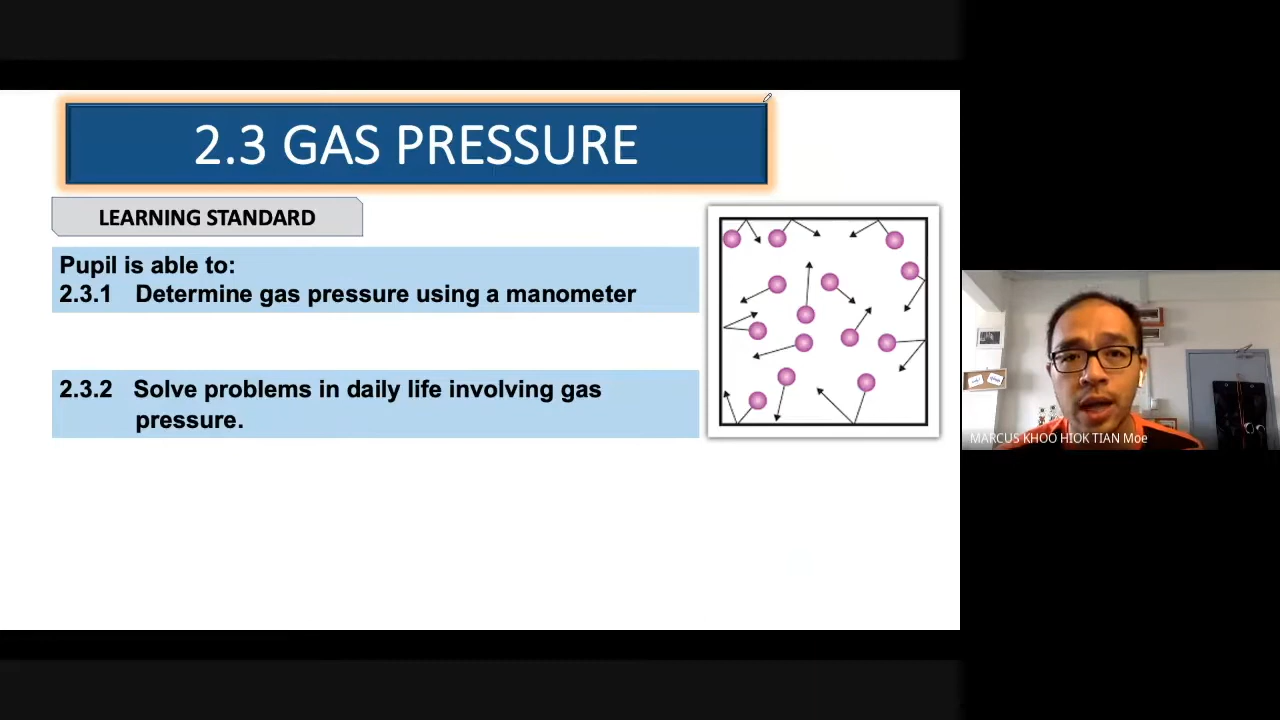 2.3 GAS PRESSURE
LEARNING STANDARD
Pupil is able to:
2.3.1 Determine gas pressure using a manometer
2.3.2 Solve problems in daily life involving gas
pressure.
MARCUS KHOO HIOK TIAN Moe